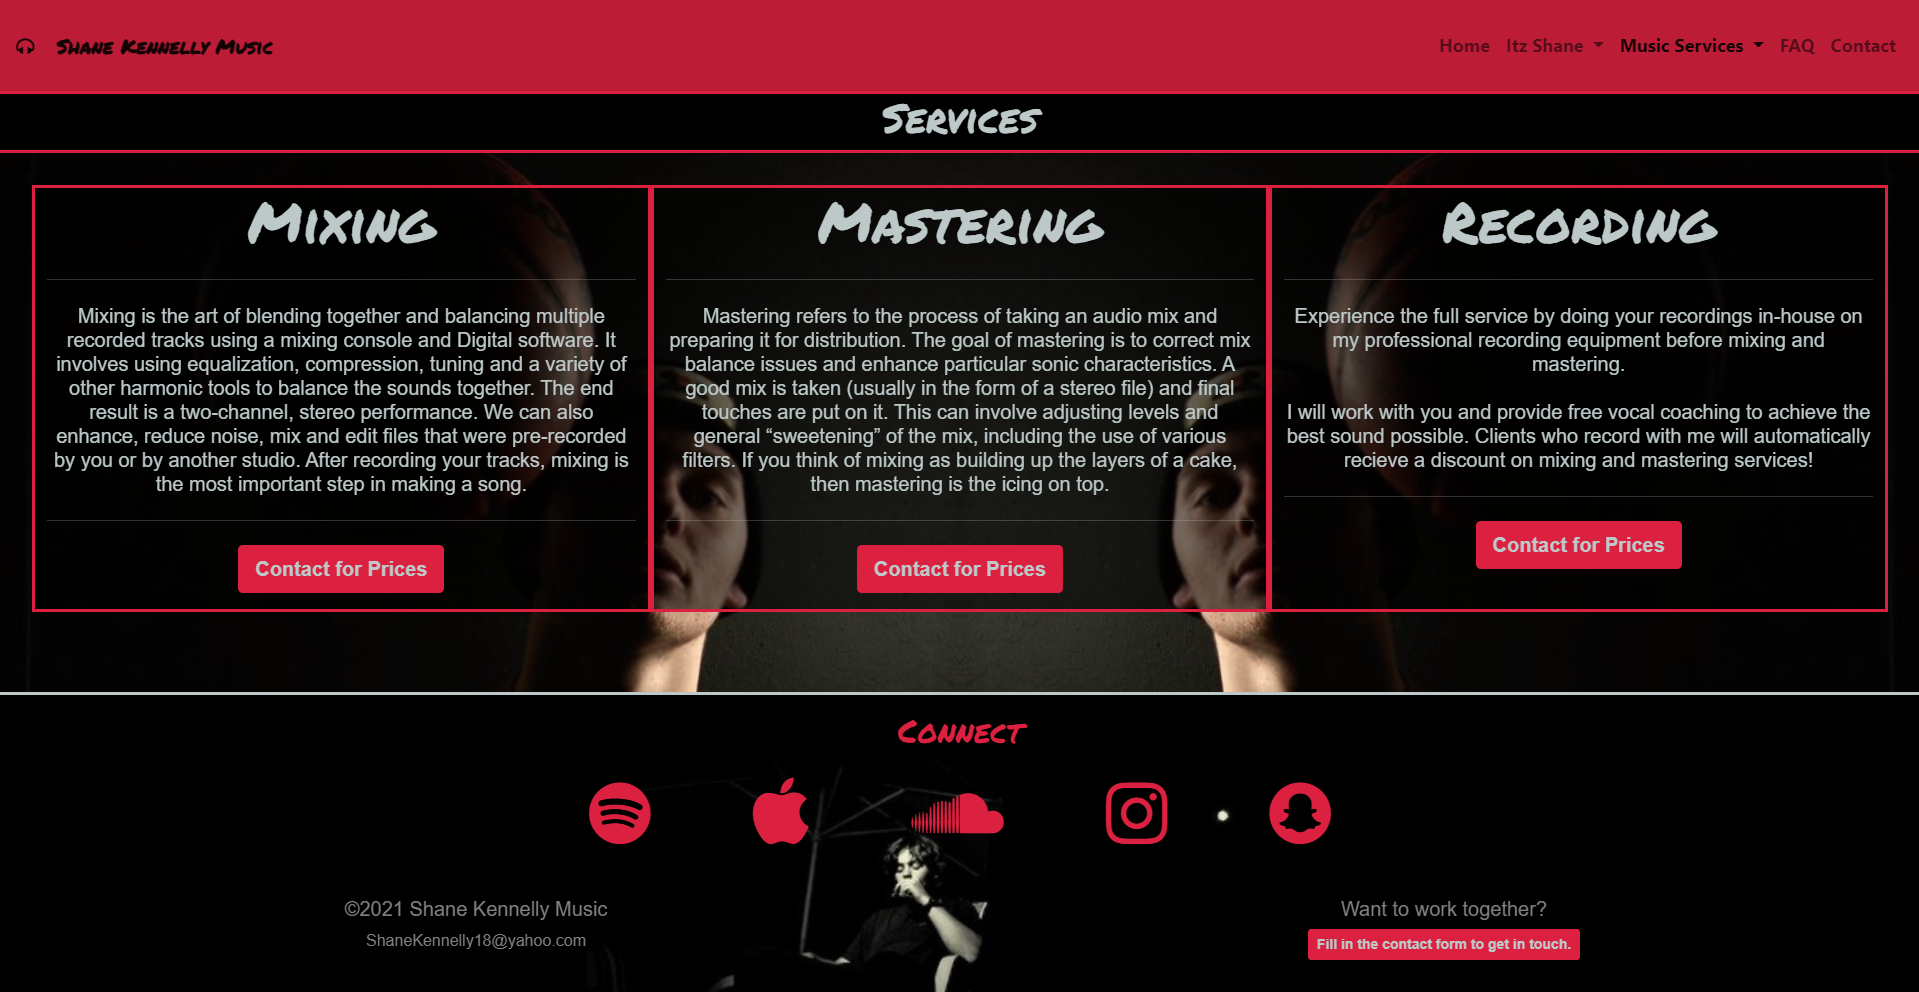 Shane Kennelly Music
Home Itz Shane Music Services FAQ Contact
Services
Mixing
Mixing is the art of blending together and balancing multiple
recorded tracks using a mixing console and Digital software. It
involves using equalization, compression, tuning and a variety of
other harmonic tools to balance the sounds together. The end
result is a two-channel, stereo performance. We can also
enhance, reduce noise, mix and edit files that were pre-recorded
by you or by another studio. After recording your tracks, mixing is
the most important step in making a song.
Contact for Prices
Mastering
Mastering refers to the process of taking an audio mix and
preparing it for distribution. The goal of mastering is to correct mix
balance issues and enhance particular sonic characteristics. A
good mix is taken (usually in the form of a stereo file) and final
touches are put on it. This can involve adjusting levels and
general “sweetening” of the mix, including the use of various
filters. If you think of mixing as building up the layers of a cake,
then mastering is the icing on top.
Contact for Prices
Recording
Experience the full service by doing your recordings in-house on
my professional recording equipment before mixing and
mastering.
I will work with you and provide free vocal coaching to achieve the
best sound possible. Clients who record with me will automatically
recieve a discount on mixing and mastering services!
Contact for Prices
Connect
©2021 Shane Kennelly Music
ShaneKennelly18@yahoo.com
Want to work together?
Fill in the contact form to get in touch.